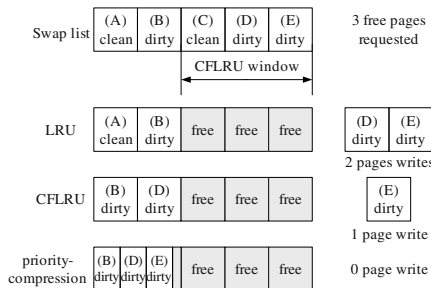 Swap list
(A) clean
(B) dirty
(C) clean
(D) dirty
(E) dirty
3 free pages requested
CFLRU window
LRU
(A) clean
(B) dirty
free
free
free
(D) dirty
(E) dirty
2 pages writes
CFLRU
(B) dirty
(D) dirty
free
free
free
(E) dirty
1 page write
priority-compression
(B) dirty
(D) dirty
(E) dirty
free
free
free
0 page write